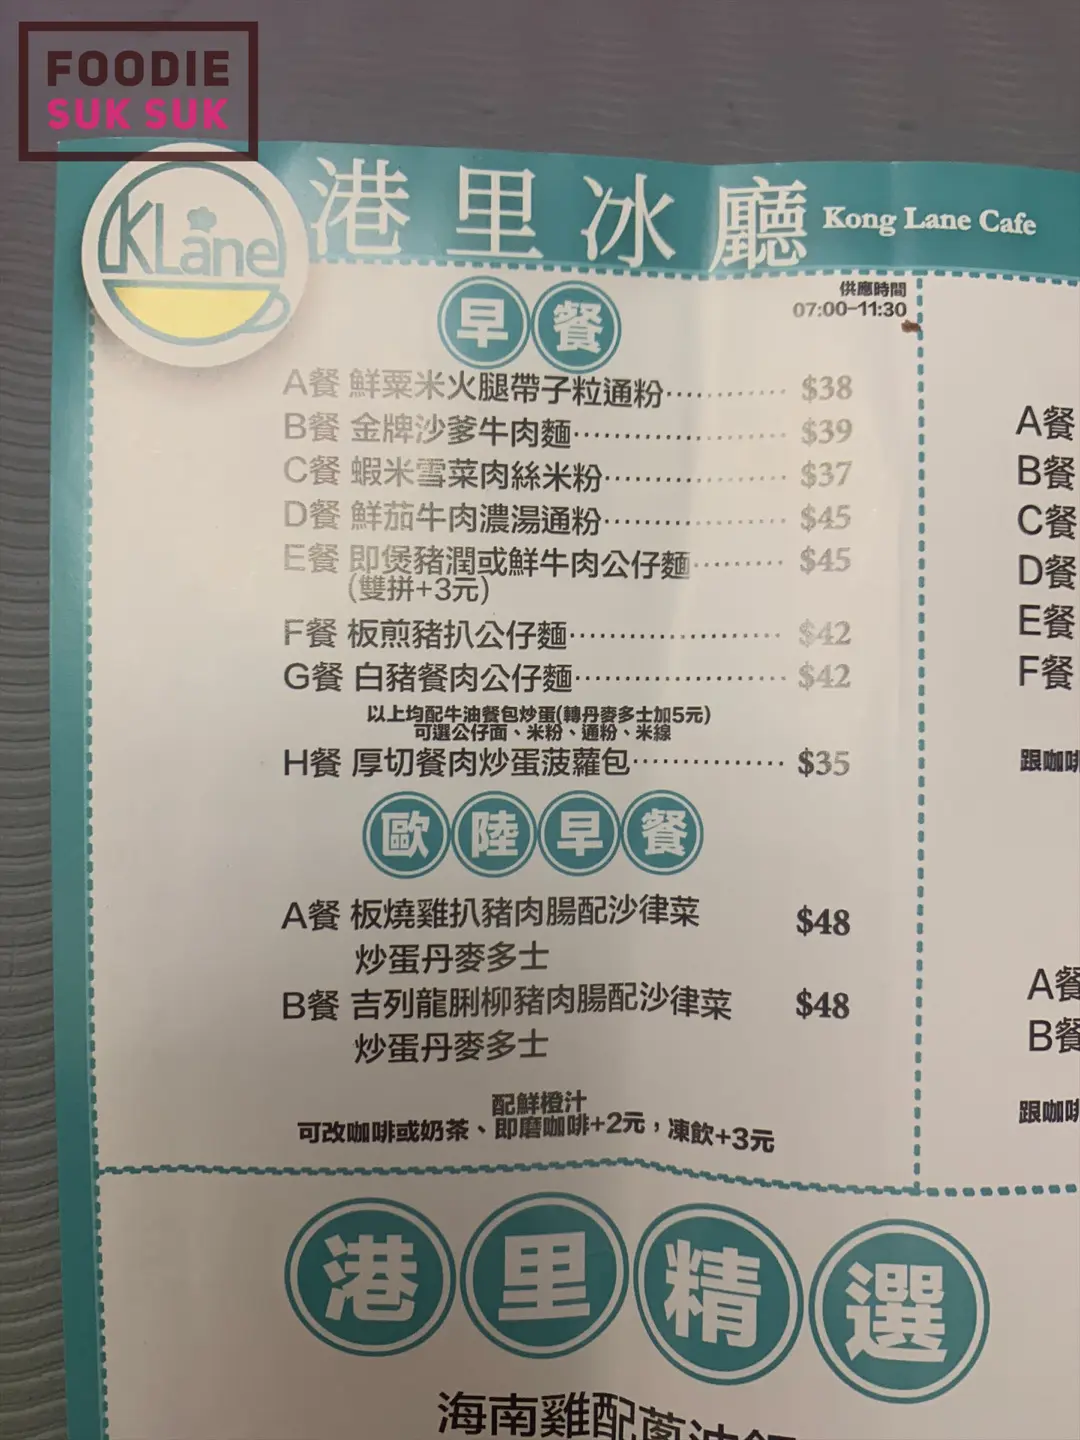 FOODIE
SUK SUK
KLane
港里冰廳 Kong Lane Cafe
早餐
供應時間
07:00-11:30
A餐 鮮粟米火腿帶子粒通粉············ $38
B餐 金牌沙爹牛肉麵···················· $39
C餐 蝦米雪菜肉絲米粉················· $37
D餐 鮮茄牛肉濃湯通粉················· $45
E餐 即煲豬潤或鮮牛肉公仔麵········· $45
(雙拼+3元)
F餐 板煎豬扒公仔麵···················· $42
G餐 白豬餐肉公仔麵···················· $42
以上均配牛油餐包炒蛋(轉丹麥多士加5元)
可選公仔面、米粉、通粉、米線
H餐 厚切餐肉炒蛋菠蘿包·············· $35
歐陸早餐
A餐 板燒雞扒豬肉腸配沙律菜 $48
炒蛋丹麥多士
B餐 吉列龍脷柳豬肉腸配沙律菜 $48
炒蛋丹麥多士
配鮮橙汁
可改咖啡或奶茶、即磨咖啡+2元，凍飲+3元
A餐
B餐
C餐
D餐
E餐
F餐
跟咖啡
A餐
B餐
跟咖啡
港里精選
海南雞配蔥油